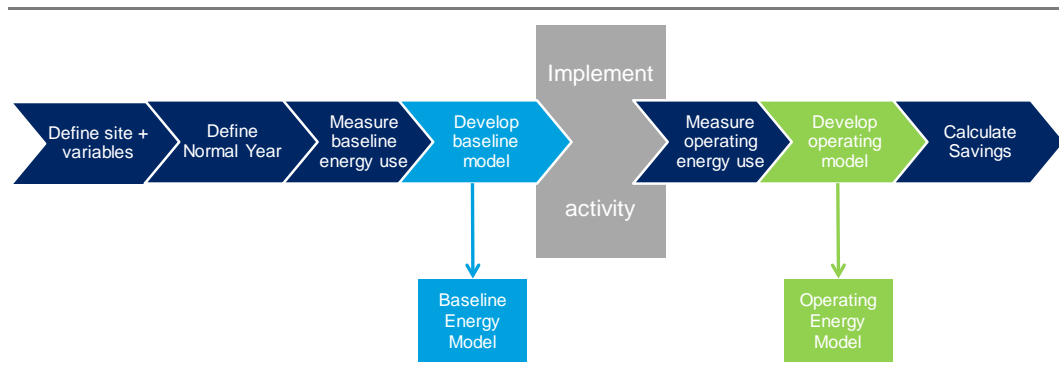 Define site +
variables
Define
Normal Year
Measure
baseline
energy use
Develop
baseline
model
Implement
activity
Measure
operating
energy use
Develop
operating
model
Calculate
Savings
Baseline
Energy
Model
Operating
Energy
Model